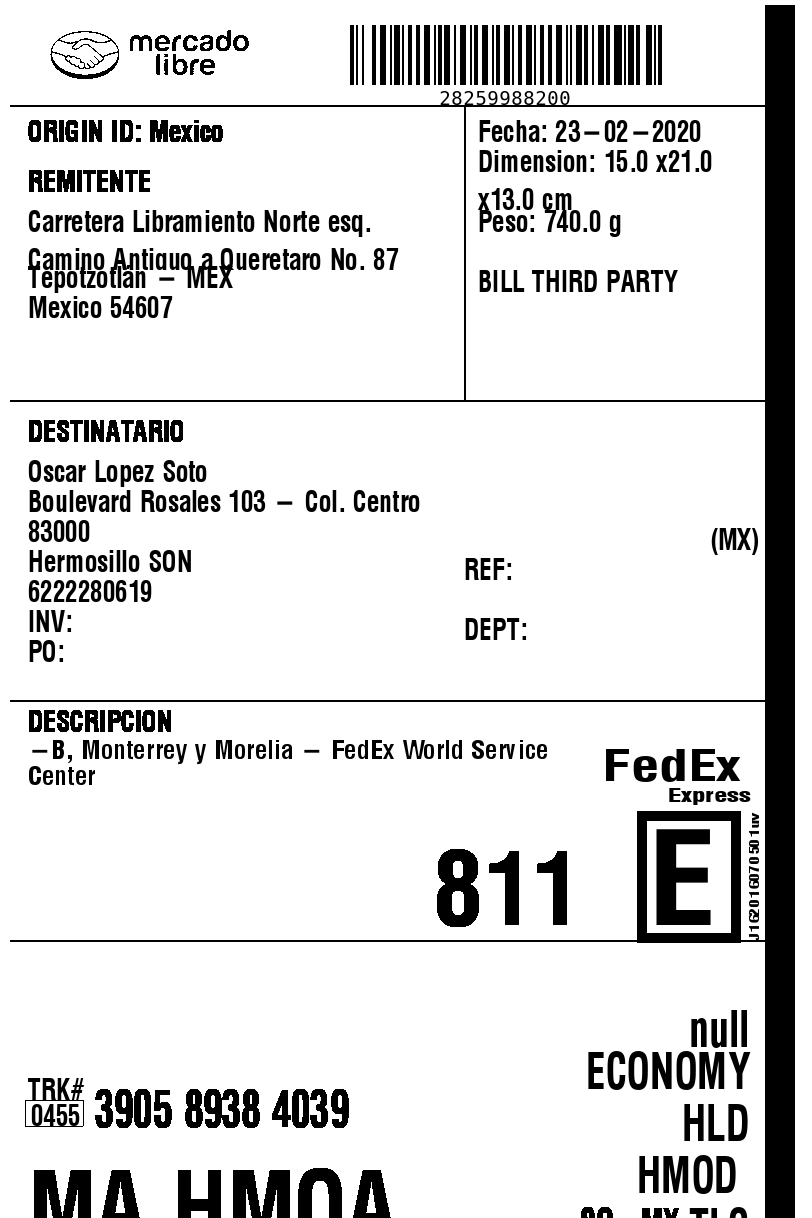 mercado
libre
28259988200
ORIGIN ID: Mexico
REMITENTE
Carretera Libramiento Norte esq.
Camino Antiguo a Queretaro No. 87
Tepotzotlán – MEX
Mexico 54607
Fecha: 23–02–2020
Dimension: 15.0 x21.0
x13.0 cm
Peso: 740.0 g
BILL THIRD PARTY
DESTINATARIO
Oscar Lopez Soto
Boulevard Rosales 103 – Col. Centro
83000
Hermosillo SON
6222280619
INV:
PO:
(MX)
REF:
DEPT:
DESCRIPCION
–B, Monterrey y Morelia – FedEx World Service
Center
FedEx
Express
811
E
J162016070501uv
null
ECONOMY
HLD
HMOD
TRK#
0455
3905 8938 4039
MA HMOA